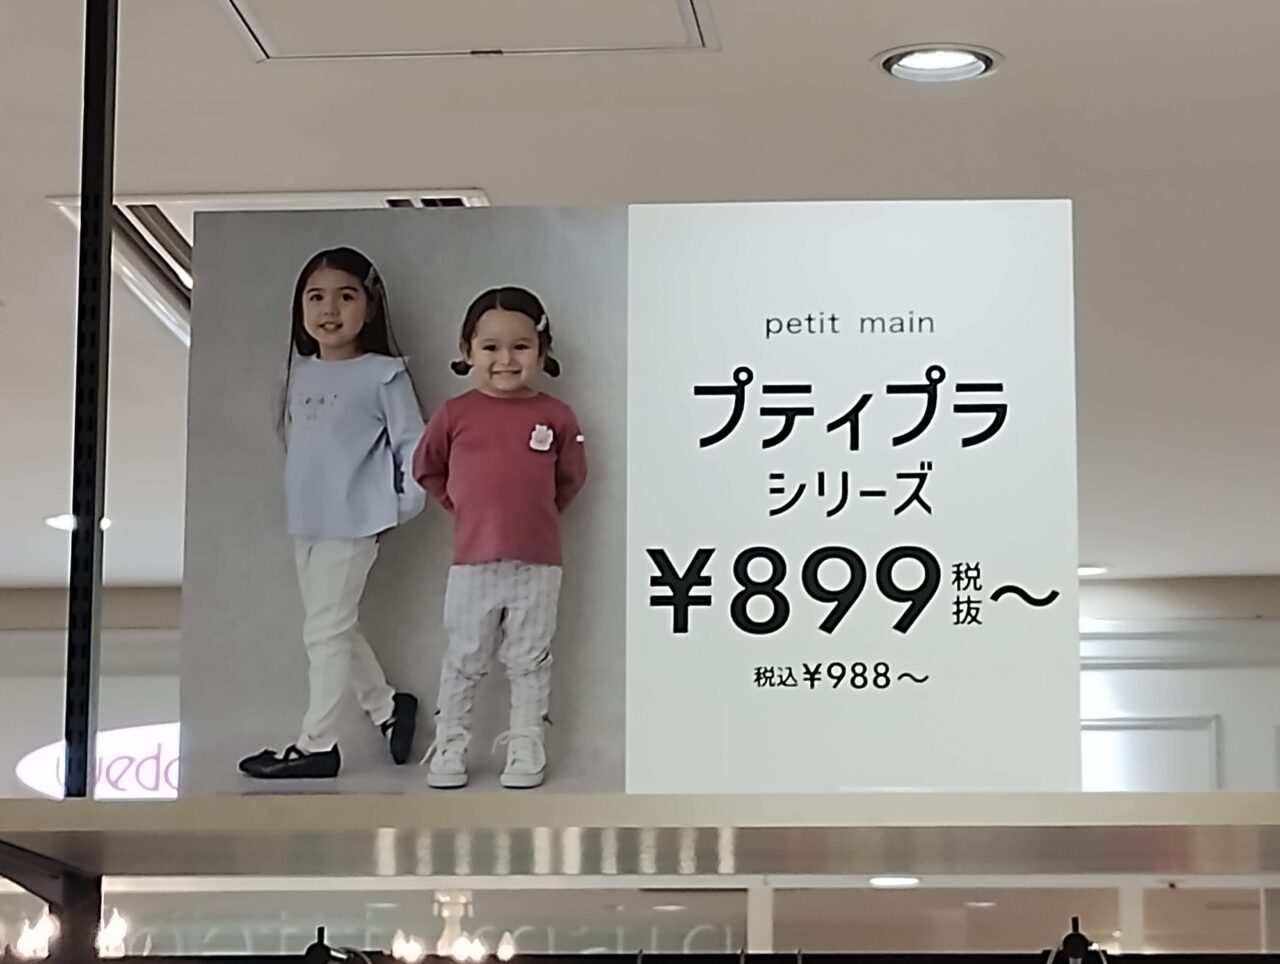 petit main
プティプラ
シリーズ
¥899税抜〜
税込¥988〜